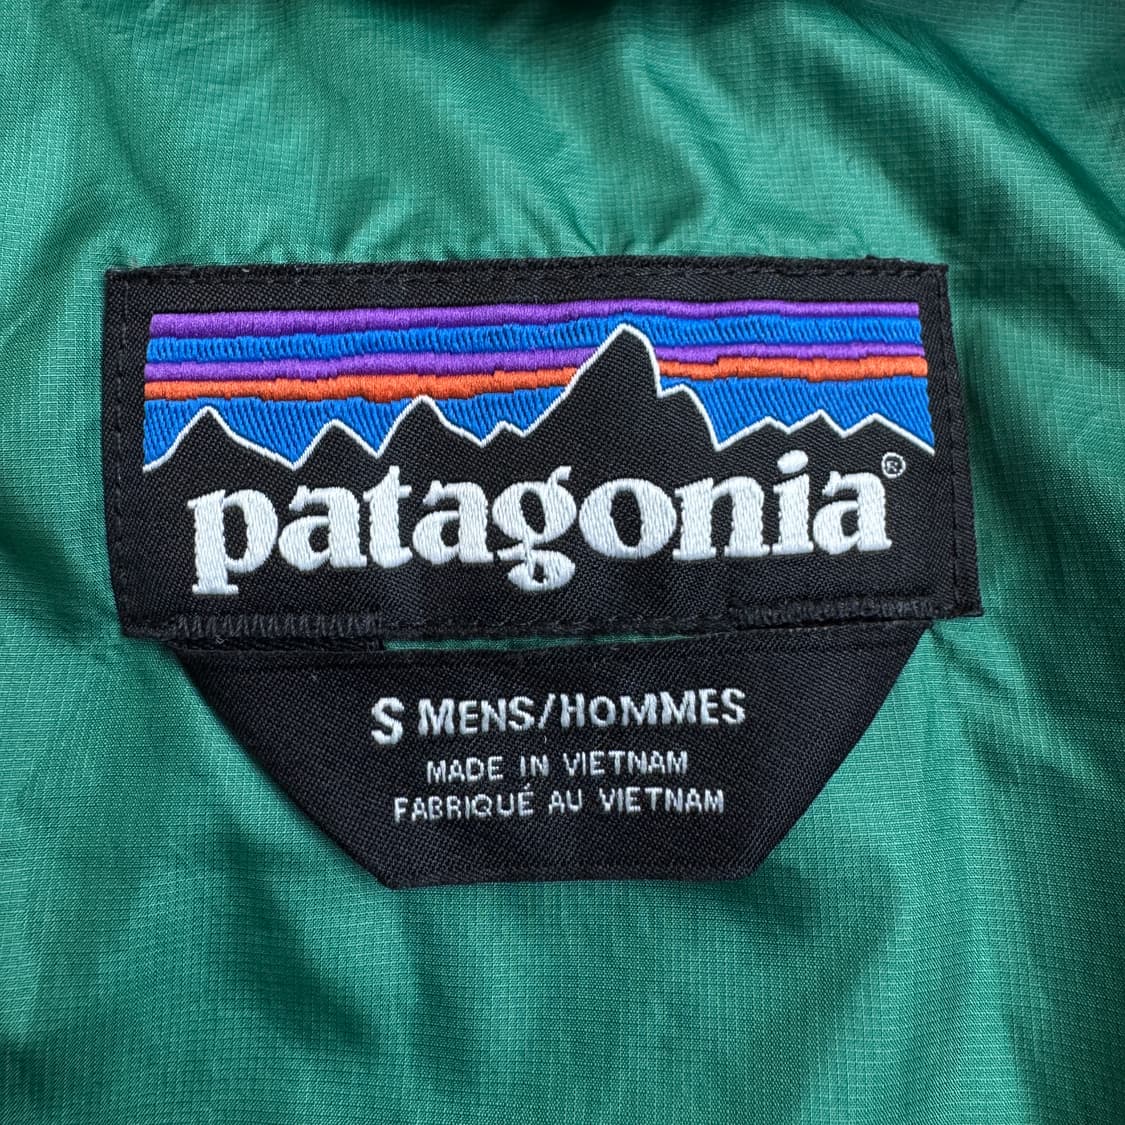 patagonia®
S MENS/HOMMES
MADE IN VIETNAM
FABRIQUÉ AU VIETNAM